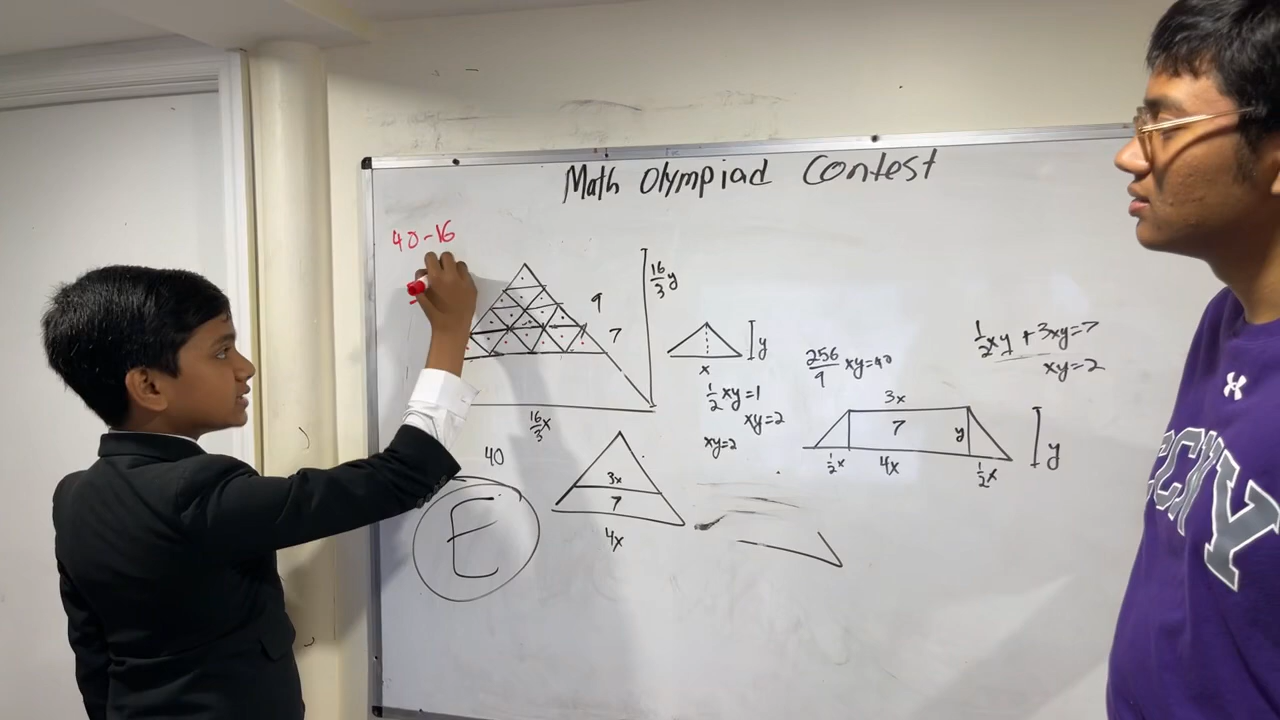 Math Olympiad Contest
40-16
9
7
16/3 y
16/3 x
y
x
1/2 xy=1
xy=2
xy=2
256/9 xy=40
1/2 xy + 3xy=7
xy=2
3x
7
y
y
1/2 x
4x
1/2 x
40
E
3x
7
4x
CCNY